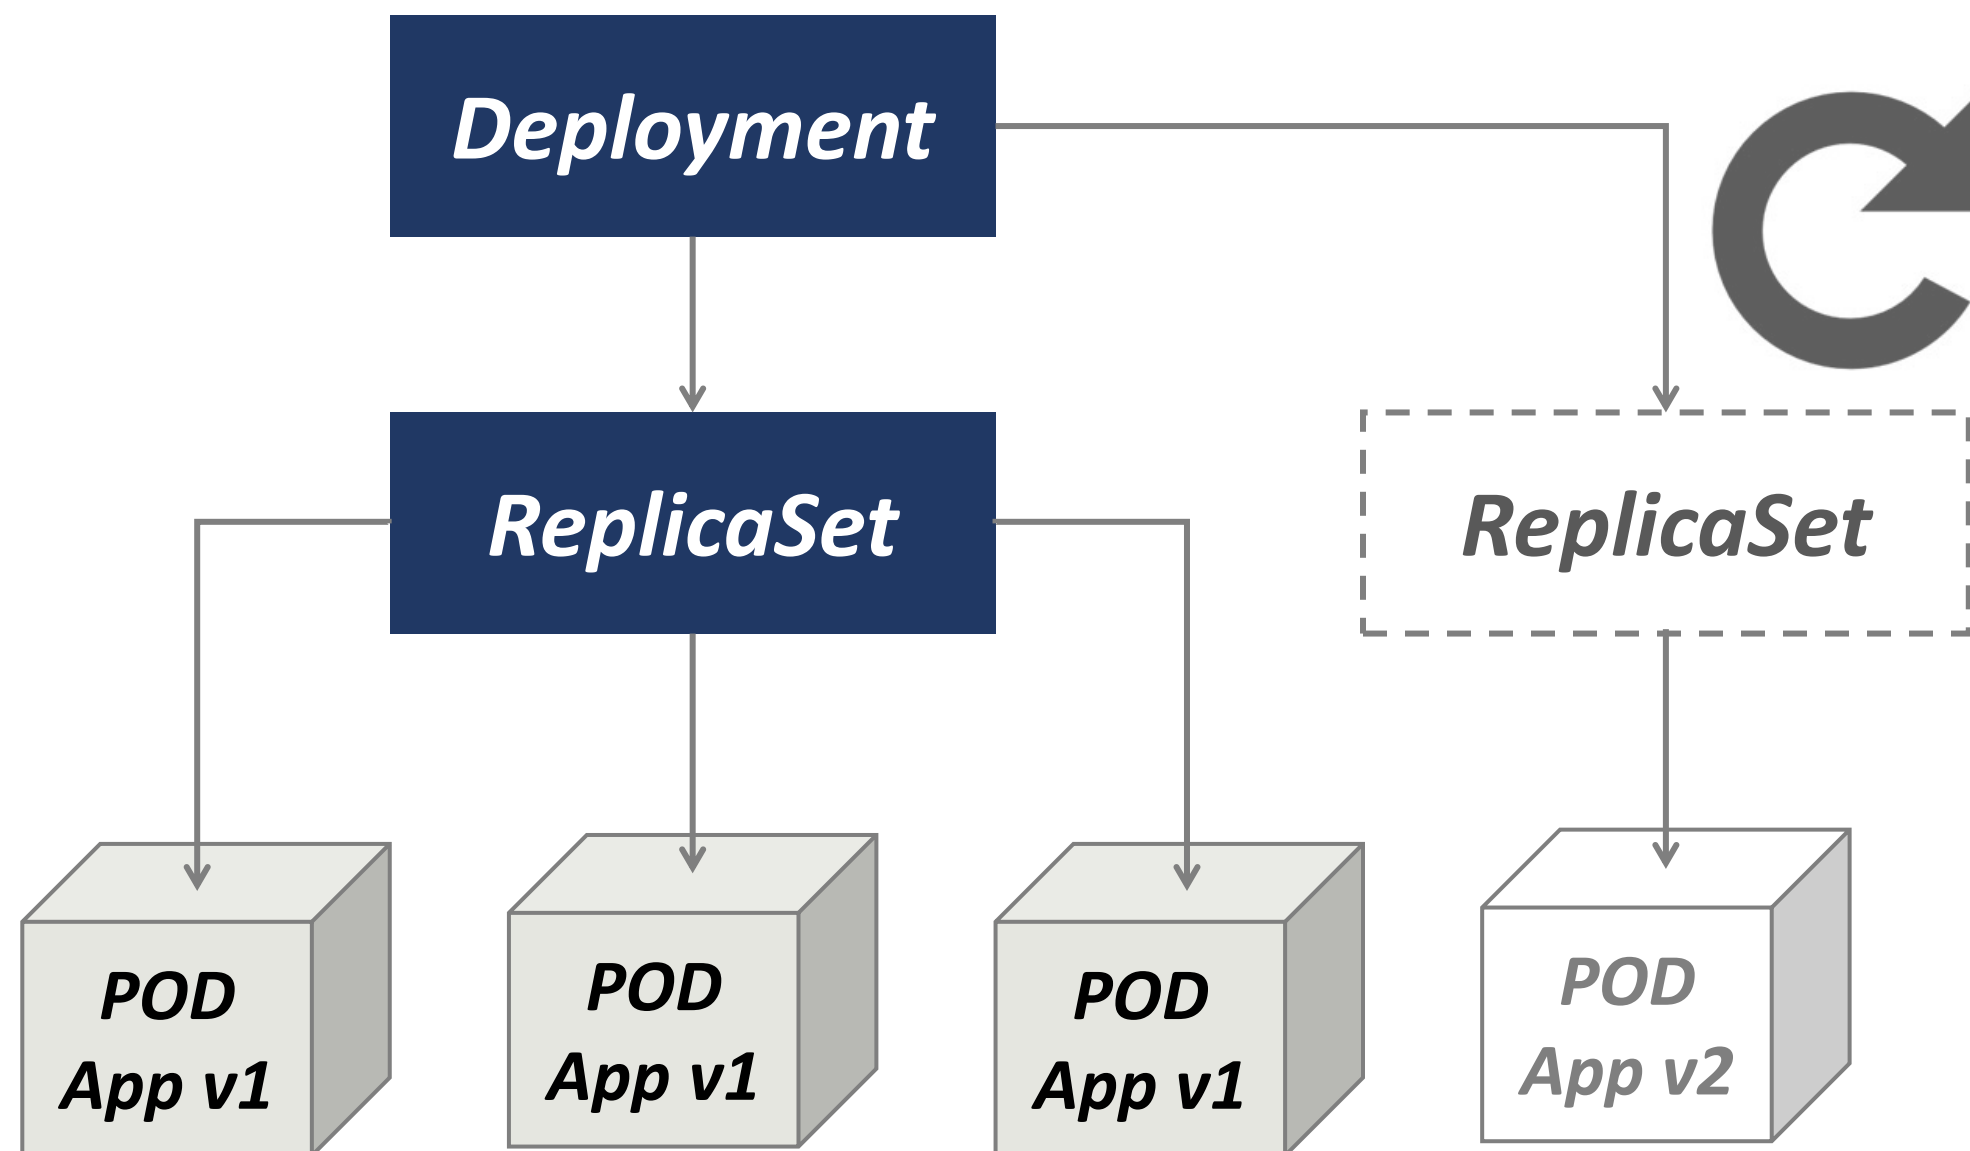 Deployment
ReplicaSet
ReplicaSet
POD
App v1
POD
App v1
POD
App v1
POD
App v2